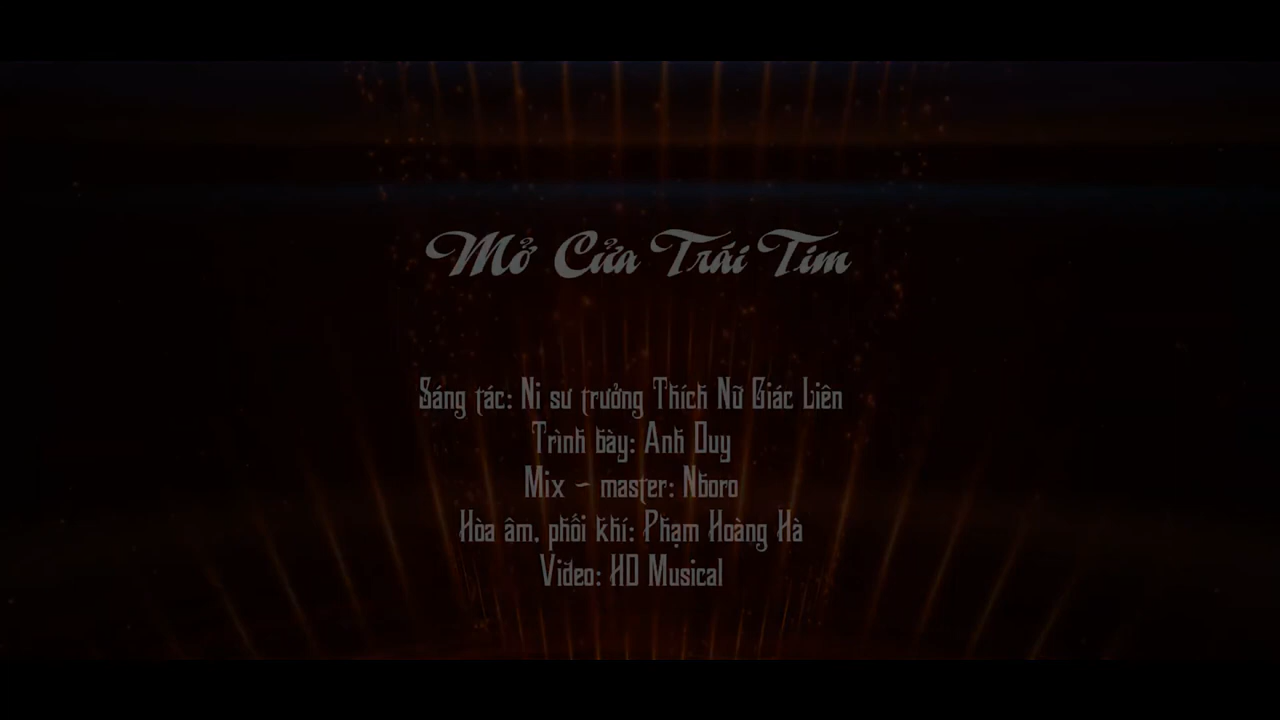 Mở Cửa Trái Tim
Sáng tác: Ni sư trưởng Thích Nữ Giác Liên
Trình bày: Anh Duy
Mix - master: Nboro
Hòa âm, phối khí: Phạm Hoàng Hà
Video: HD Musical